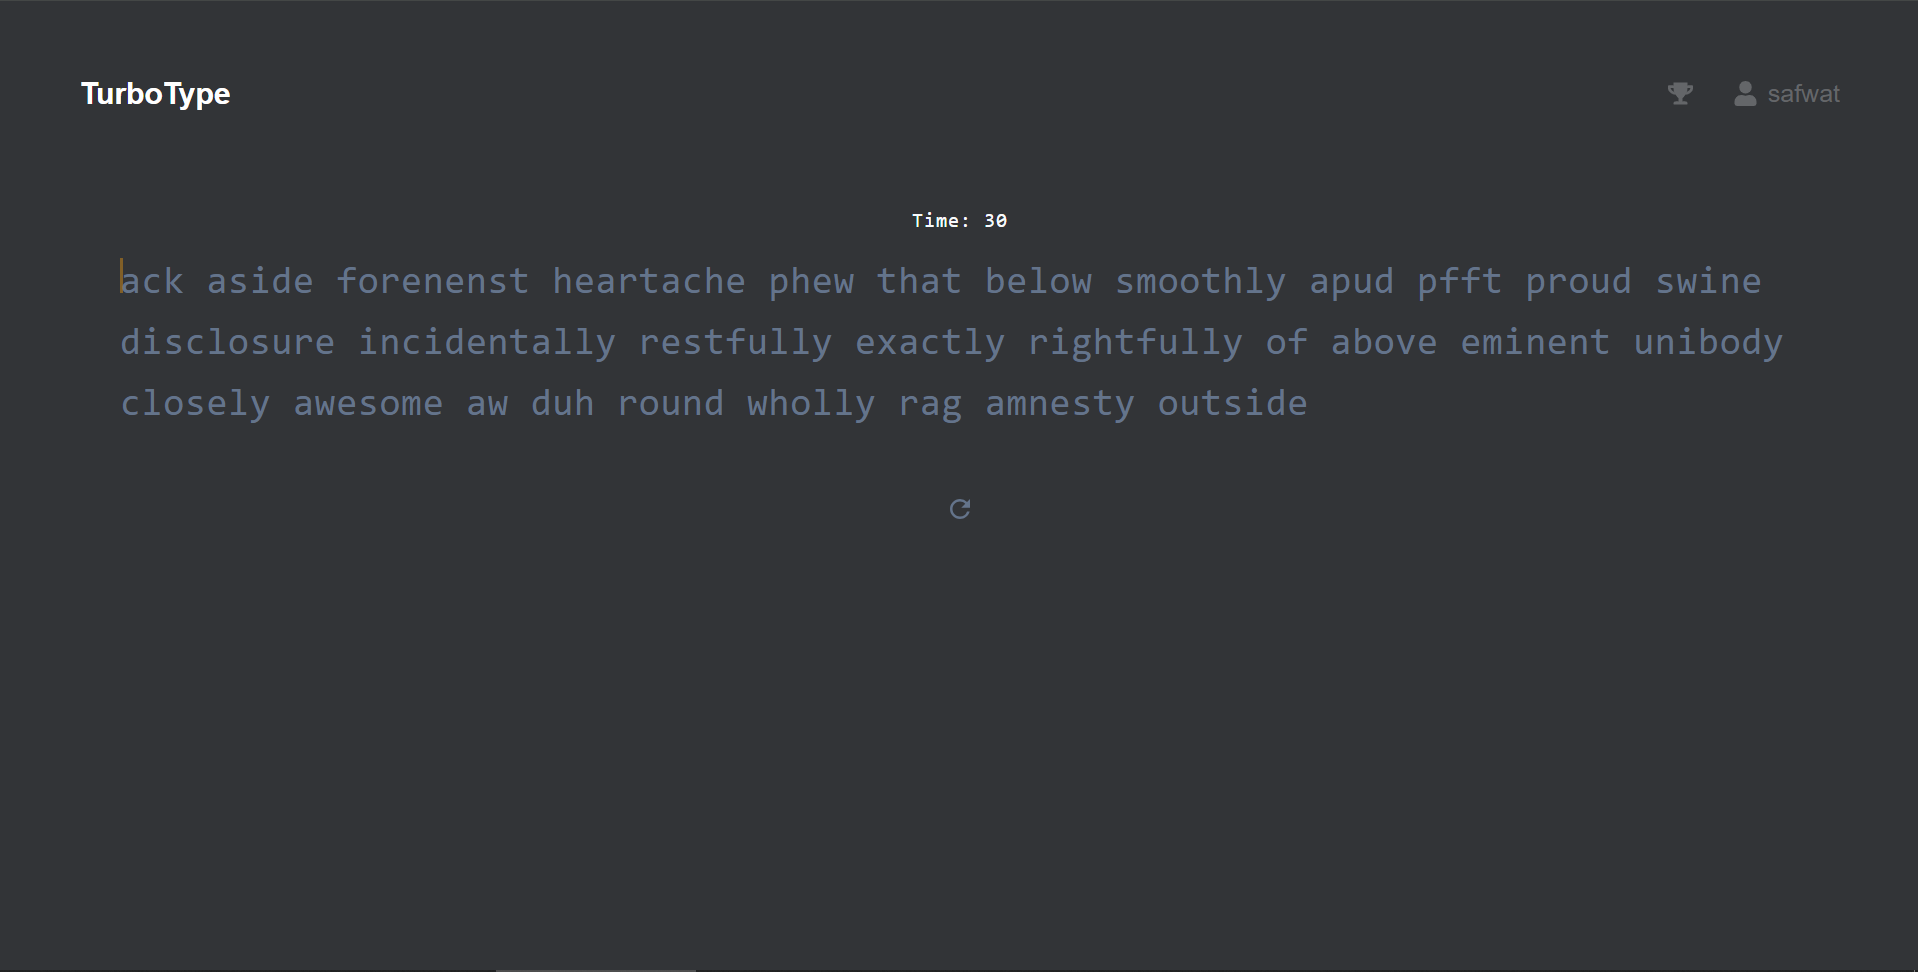 TurboType
safwat
Time: 30
ack aside forenenst heartache phew that below smoothly apud pfft proud swine
disclosure incidentally restfully exactly rightfully of above eminent unibody
closely awesome aw duh round wholly rag amnesty outside